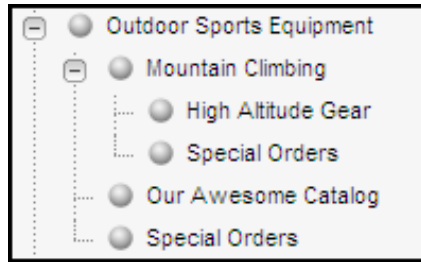 Outdoor Sports Equipment
Mountain Climbing
High Altitude Gear
Special Orders
Our Awesome Catalog
Special Orders